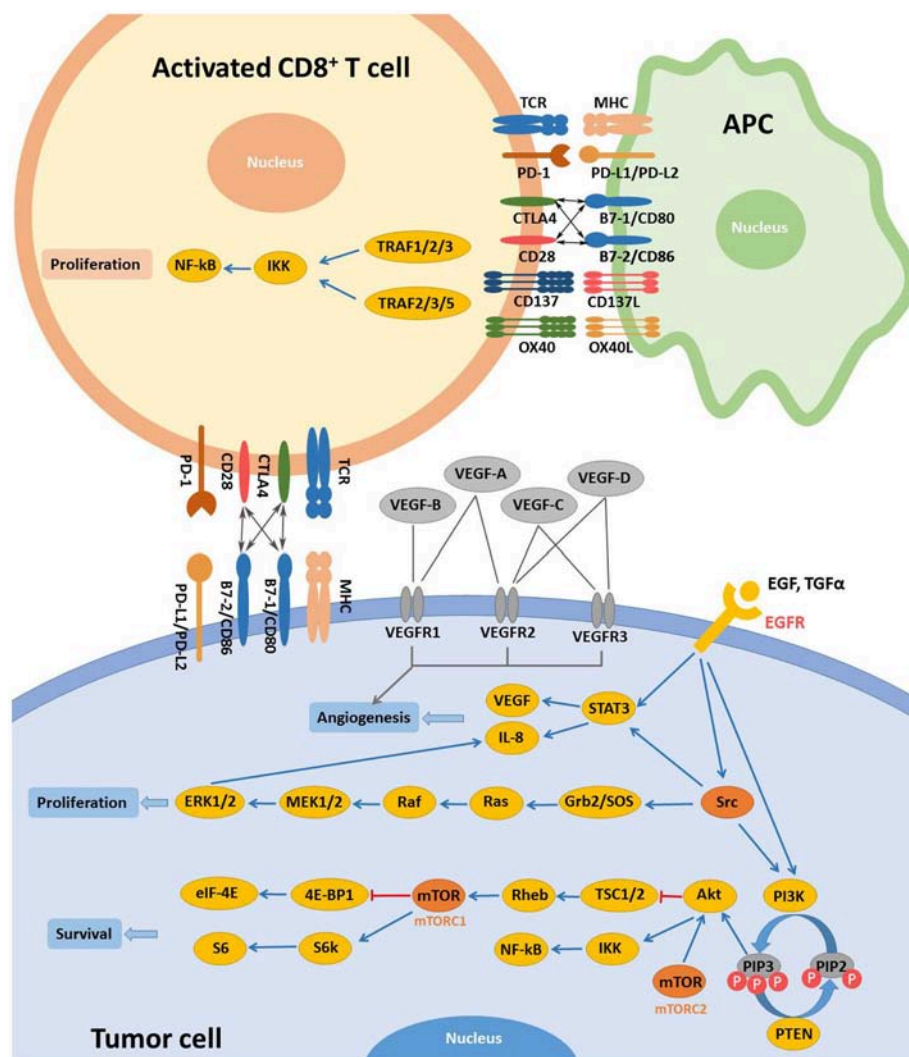 Activated CD8⁺ T cell
Nucleus
Proliferation
NF-kB
IKK
TRAF1/2/3
TRAF2/3/5
TCR
MHC
PD-1
PD-L1/PD-L2
CTLA4
B7-1/CD80
CD28
B7-2/CD86
CD137
CD137L
OX40
OX40L
APC
Nucleus
PD-1
CD28
CTLA4
TCR
PD-L1/PD-L2
B7-2/CD86
B7-1/CD80
MHC
VEGF-A
VEGF-D
VEGF-B
VEGF-C
VEGFR1
VEGFR2
VEGFR3
EGF, TGFα
EGFR
Angiogenesis
VEGF
STAT3
IL-8
Proliferation
ERK1/2
MEK1/2
Raf
Ras
Grb2/SOS
Src
Survival
eIF-4E
4E-BP1
mTOR
mTORC1
Rheb
TSC1/2
Akt
PI3K
S6
S6k
NF-kB
IKK
mTOR
mTORC2
PIP3
P P P
PIP2
P P
PTEN
Tumor cell
Nucleus